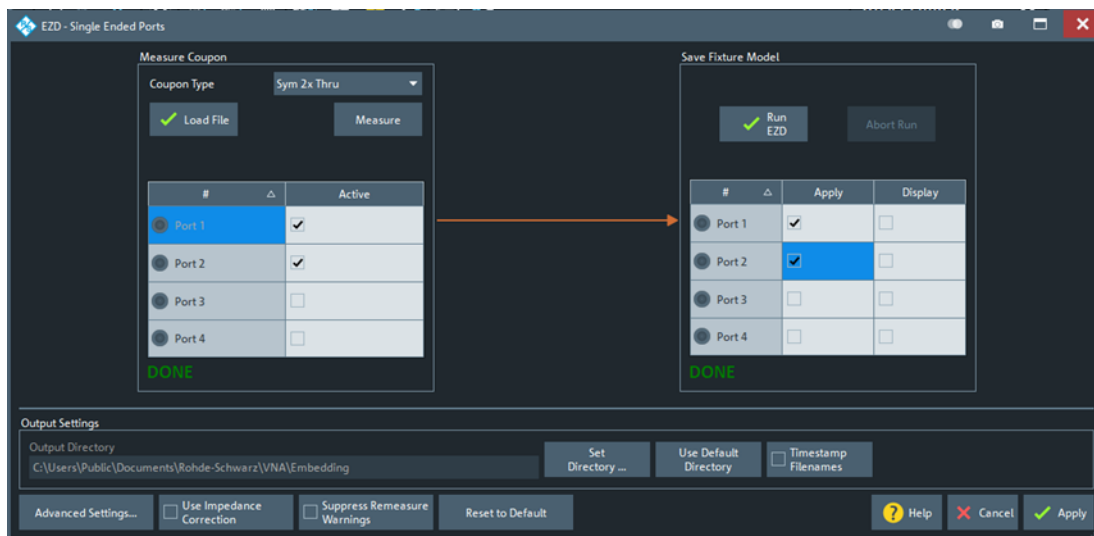 EZD - Single Ended Ports
Measure Coupon
Coupon Type
Sym 2x Thru
Load File
Measure
# Active
Port 1
Port 2
Port 3
Port 4
DONE
Save Fixture Model
Run
EZD
Abort Run
# Apply Display
Port 1
Port 2
Port 3
Port 4
DONE
Output Settings
Output Directory
C:\Users\Public\Documents\Rohde-Schwarz\VNA\Embedding
Set
Directory ...
Use Default
Directory
Timestamp
Filenames
Advanced Settings...
Use Impedance
Correction
Suppress Remeasure
Warnings
Reset to Default
? Help
Cancel
Apply